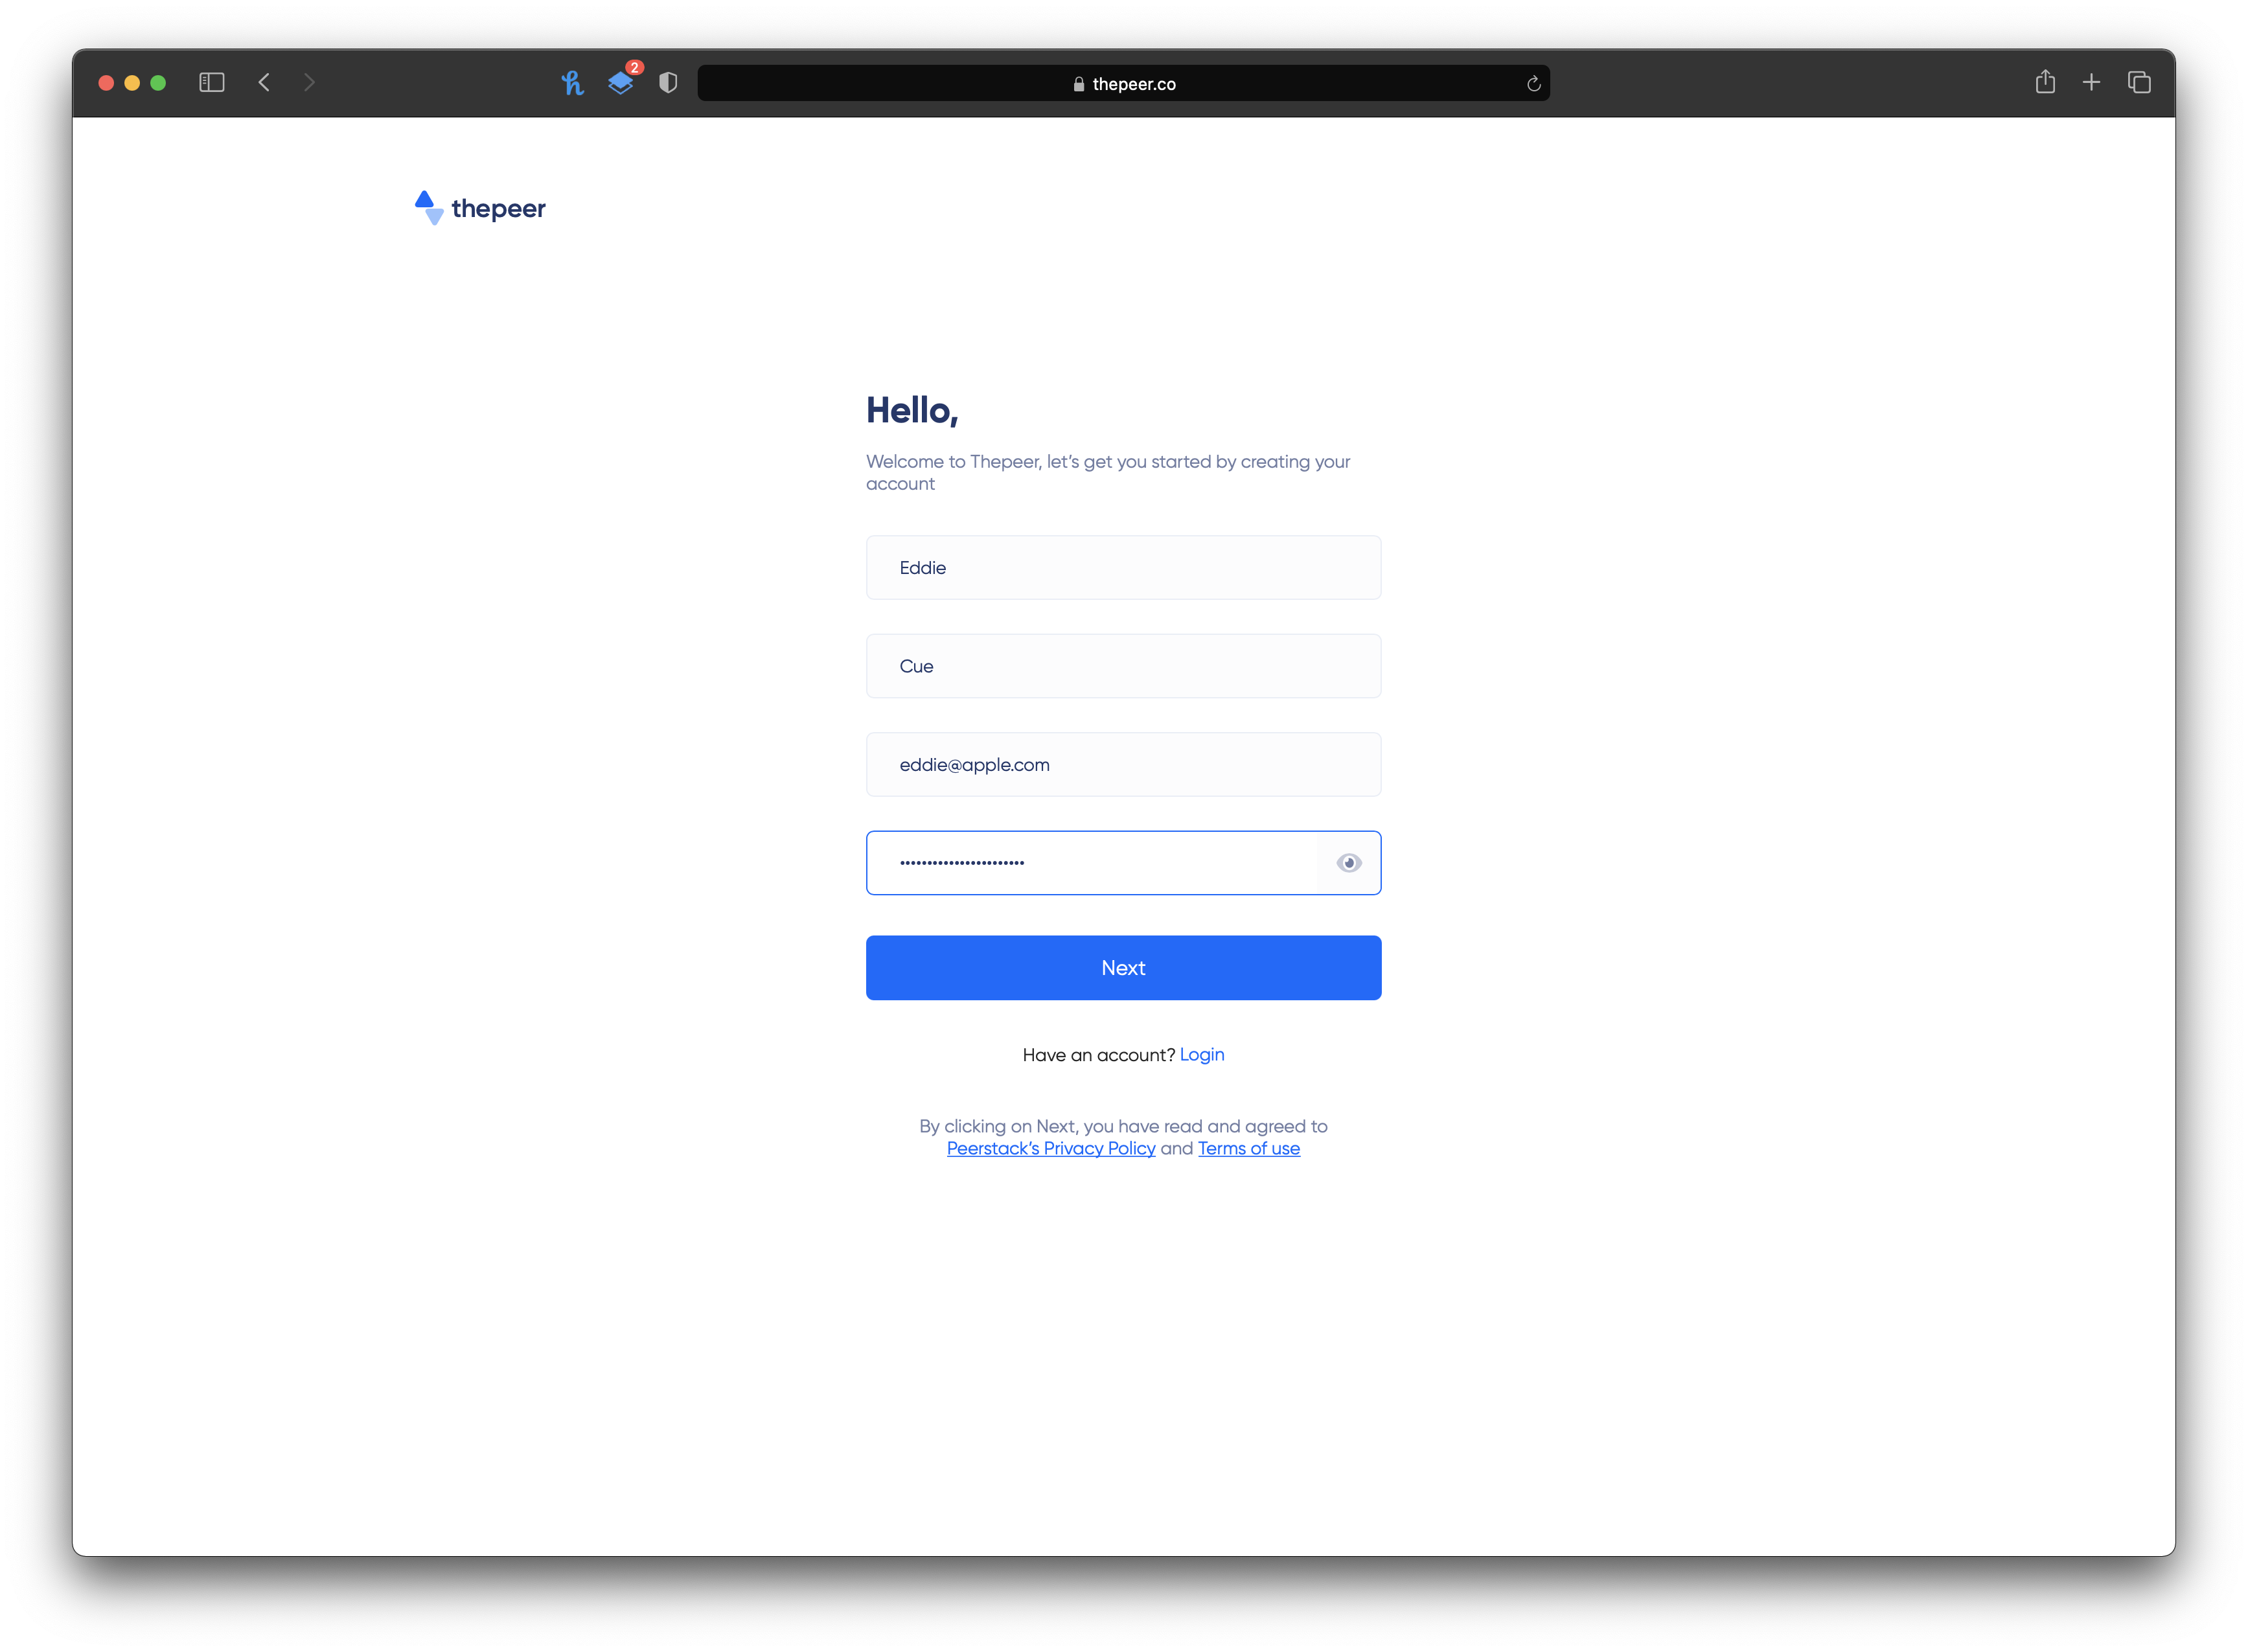 2
thepeer.co
thepeer
Hello,
Welcome to Thepeer, let’s get you started by creating your
account
Eddie
Cue
eddie@apple.com
•••••••••••••••••••••••
Next
Have an account? Login
By clicking on Next, you have read and agreed to
Peerstack’s Privacy Policy and Terms of use